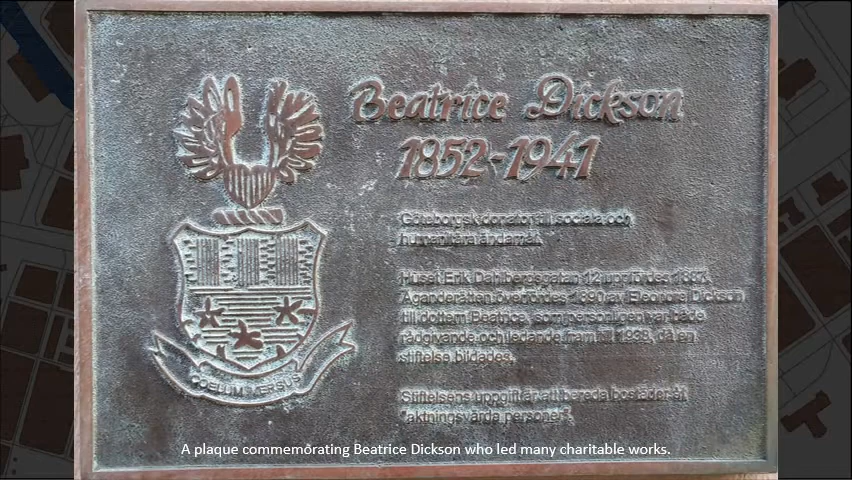 Beatrice Dickson
1852-1941
Göteborgsk donator till sociala och
humanitära ändamål.
Huset Erik Dahlbergsgatan 12 uppfördes 1887.
Äganderätten överfördes 1890 av Eleonore Dickson
till dottern Beatrice, som personligen var både
rådgivande och ledande fram till 1938, då en
stiftelse bildades.
Stiftelsens uppgift är att bereda bostäder åt
"aktningsvärda personer".
COELUM VERSUS
A plaque commemorating Beatrice Dickson who led many charitable works.